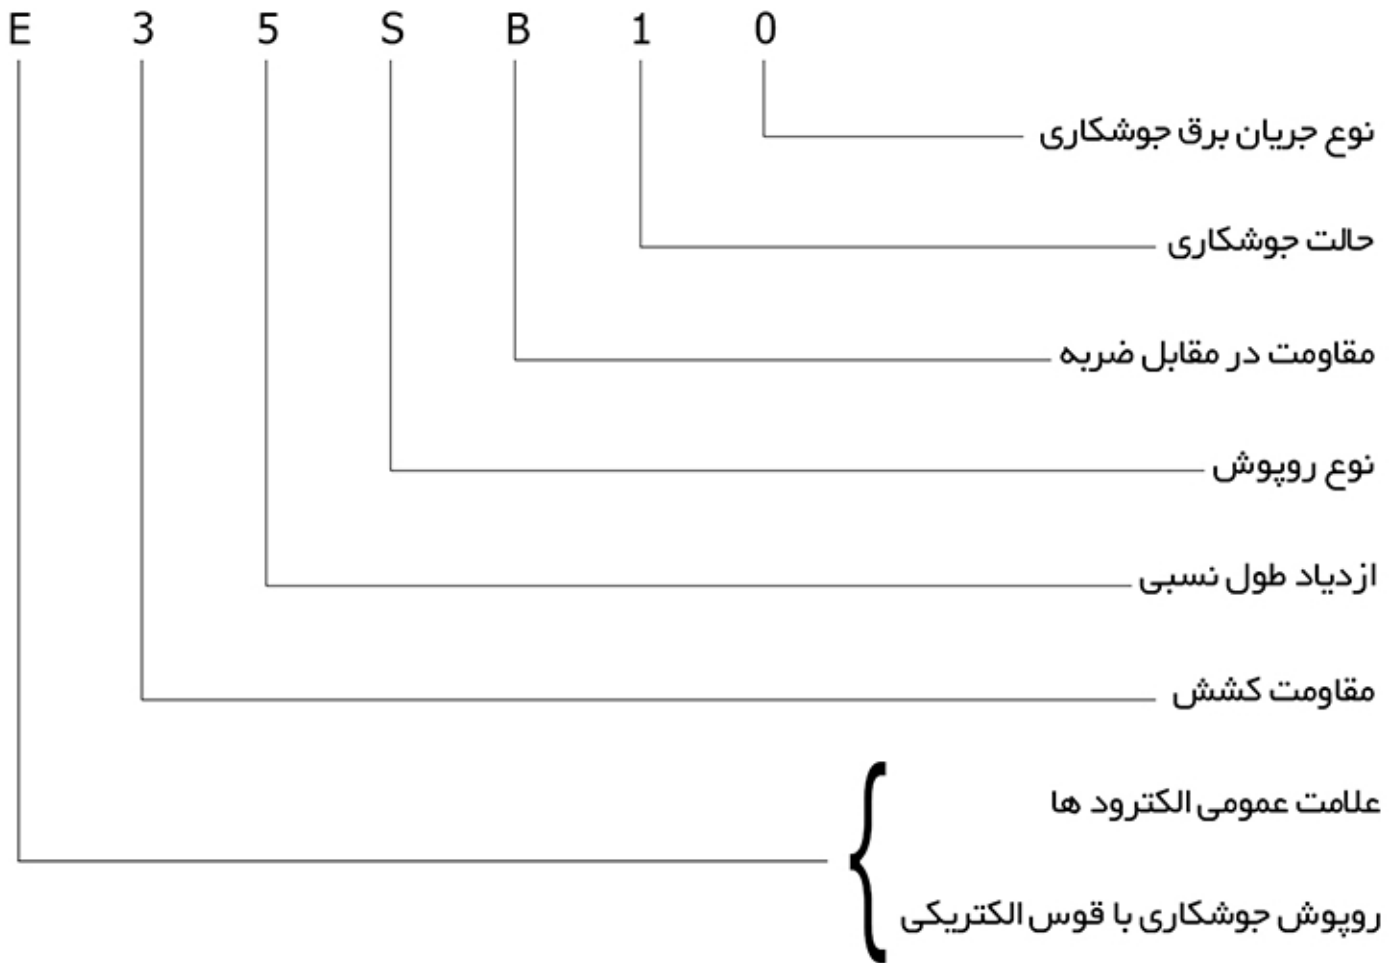 E 3 5 S B 1 0
نوع جریان برق جوشکاری
حالت جوشکاری
مقاومت در مقابل ضربه
نوع روپوش
ازدیاد طول نسبی
مقاومت کشش
علامت عمومی الکترود ها
روپوش جوشکاری با قوس الکتریکی